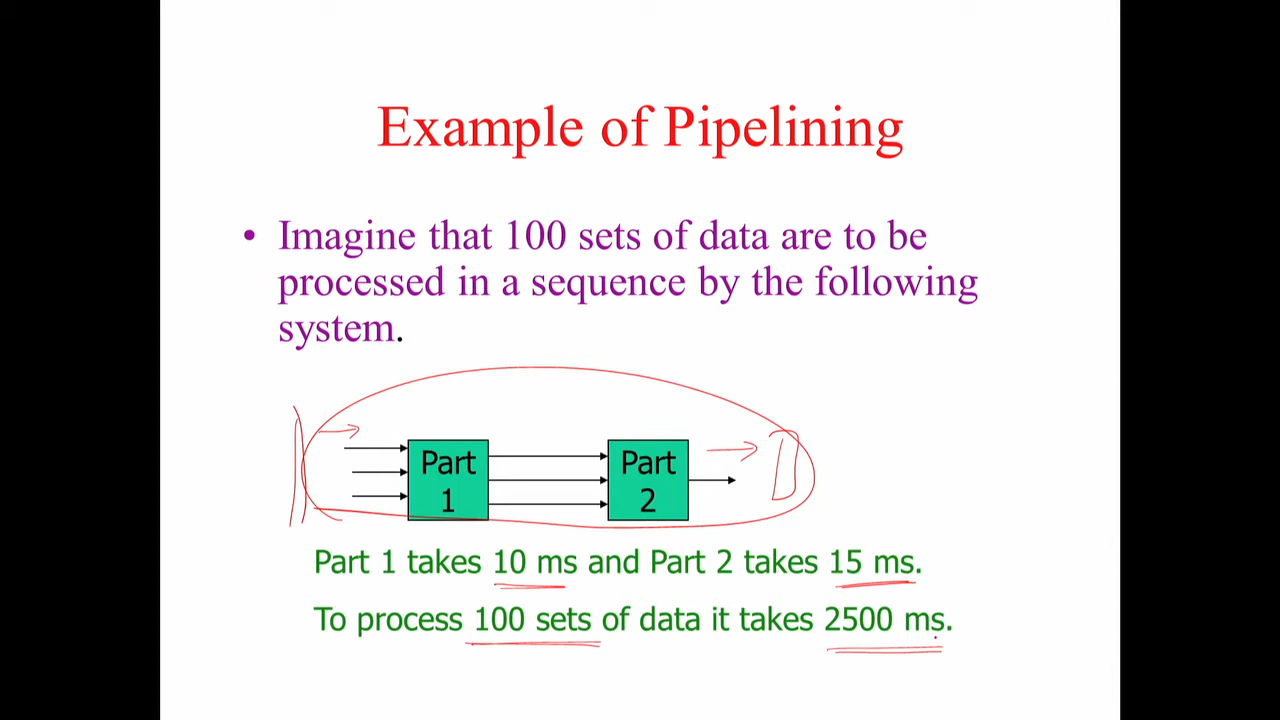 Example of Pipelining
• Imagine that 100 sets of data are to be
processed in a sequence by the following
system.
Part
1
Part
2
Part 1 takes 10 ms and Part 2 takes 15 ms.
To process 100 sets of data it takes 2500 ms.